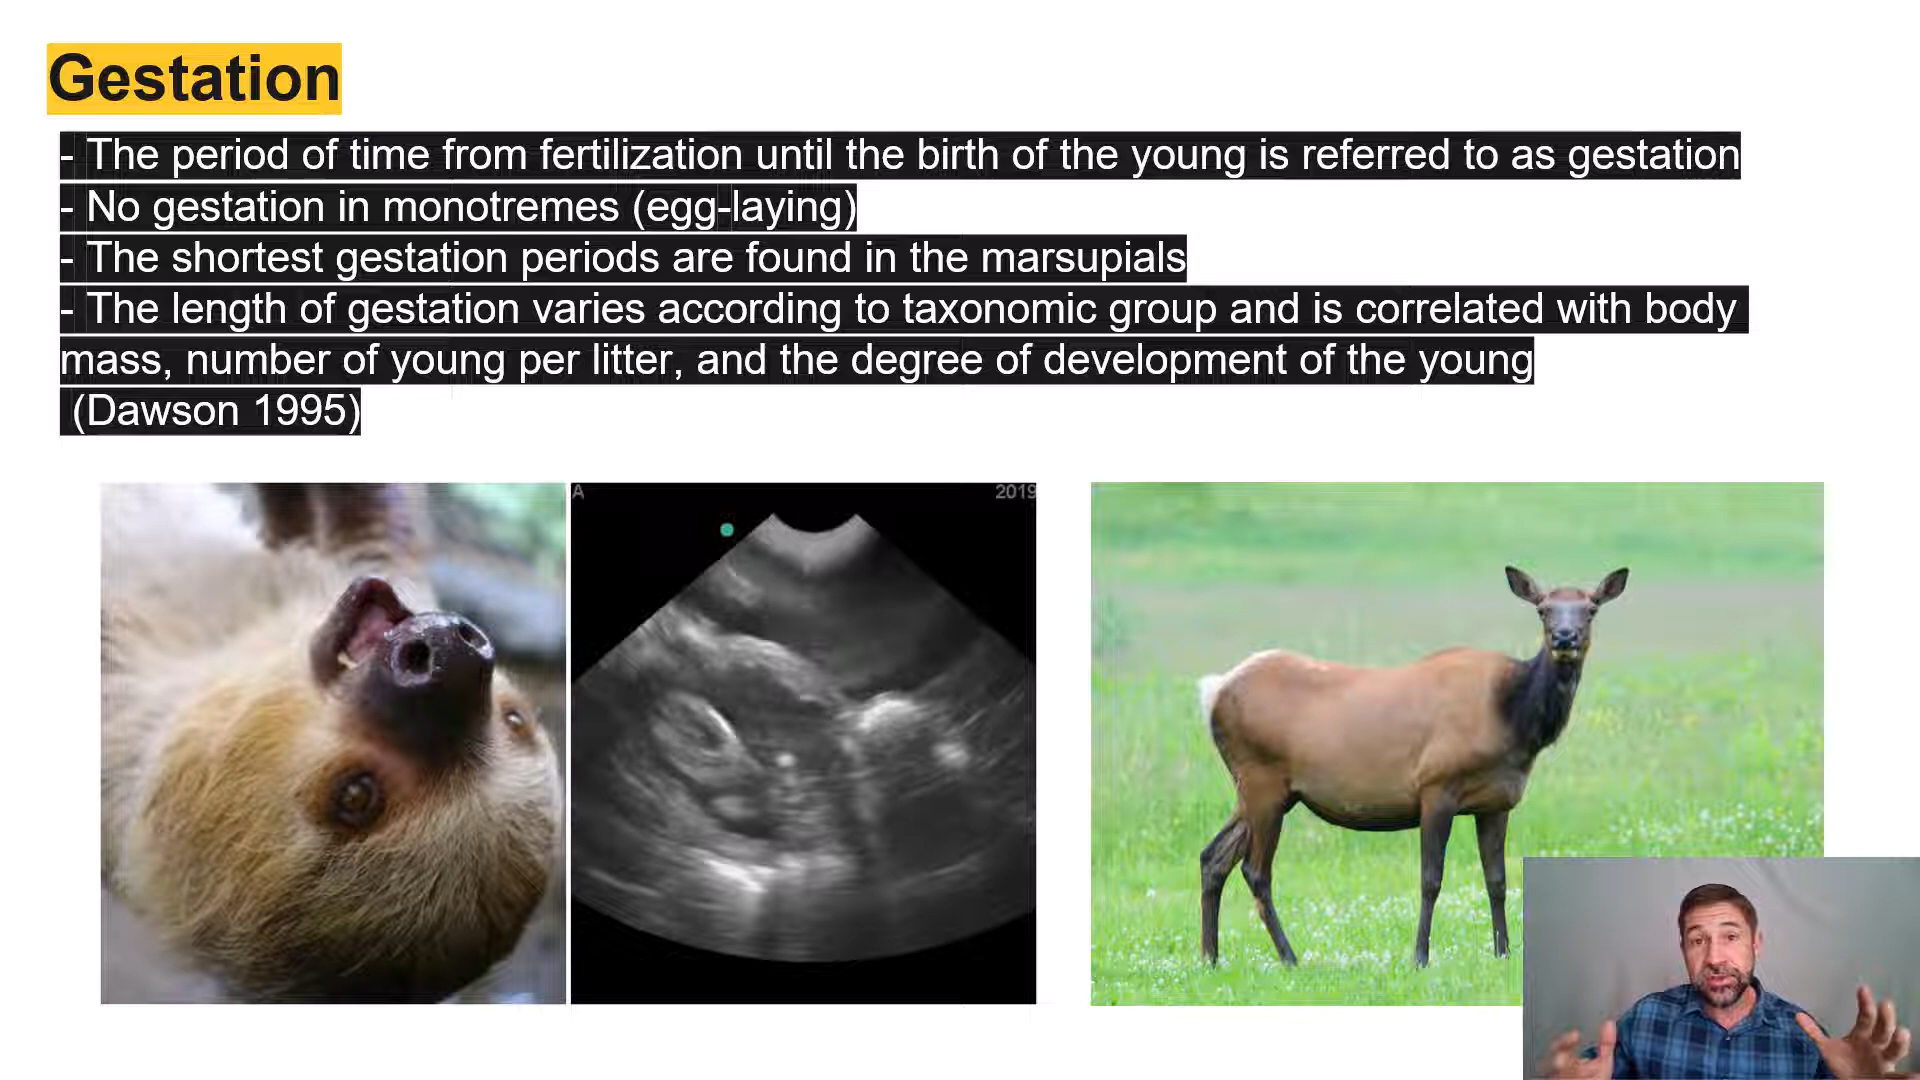 Gestation
- The period of time from fertilization until the birth of the young is referred to as gestation
- No gestation in monotremes (egg-laying)
- The shortest gestation periods are found in the marsupials
- The length of gestation varies according to taxonomic group and is correlated with body
mass, number of young per litter, and the degree of development of the young
(Dawson 1995)
A
2019